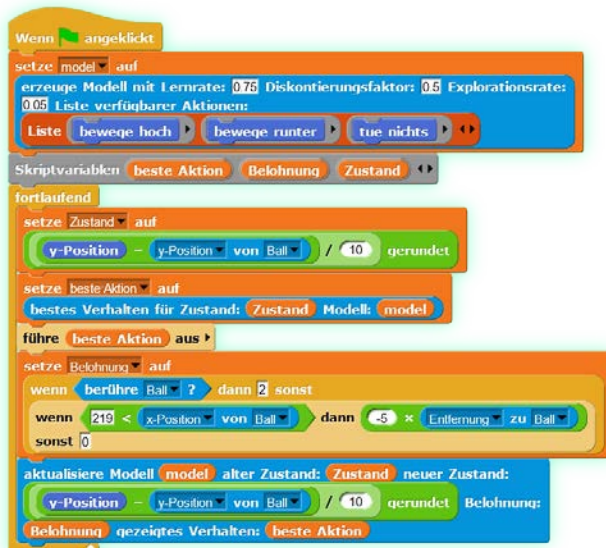 Wenn angeklickt
setze model auf
erzeuge Modell mit Lernrate: 0.75 Diskontierungsfaktor: 0.5 Explorationsrate:
0.05 Liste verfügbarer Aktionen:
Liste bewege hoch bewege runter tue nichts
Skriptvariablen beste Aktion Belohnung Zustand
fortlaufend
setze Zustand auf
y-Position - y-Position von Ball / 10 gerundet
setze beste Aktion auf
bestes Verhalten für Zustand: Zustand Modell: model
führe beste Aktion aus
setze Belohnung auf
wenn berühre Ball ? dann 2 sonst
wenn 219 < x-Position von Ball dann -5 × Entfernung zu Ball
sonst 0
aktualisiere Modell model alter Zustand: Zustand neuer Zustand:
y-Position - y-Position von Ball / 10 gerundet Belohnung:
Belohnung gezeigtes Verhalten: beste Aktion